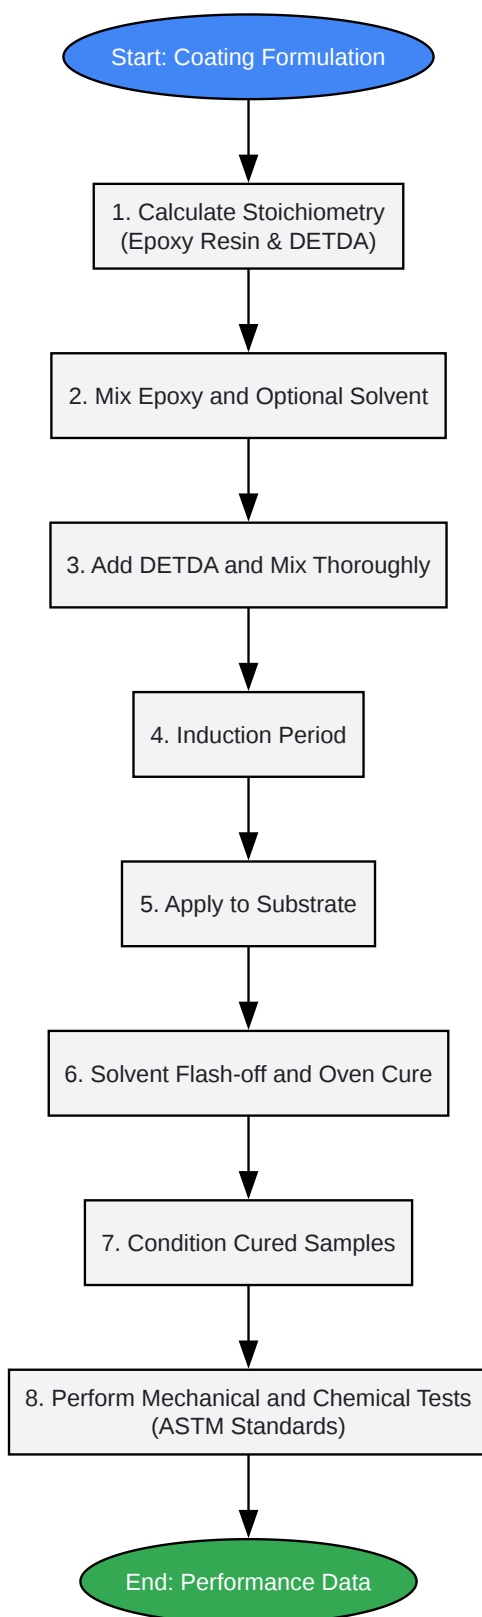 Start: Coating Formulation
1. Calculate Stoichiometry
(Epoxy Resin & DETDA)
2. Mix Epoxy and Optional Solvent
3. Add DETDA and Mix Thoroughly
4. Induction Period
5. Apply to Substrate
6. Solvent Flash-off and Oven Cure
7. Condition Cured Samples
8. Perform Mechanical and Chemical Tests
(ASTM Standards)
End: Performance Data